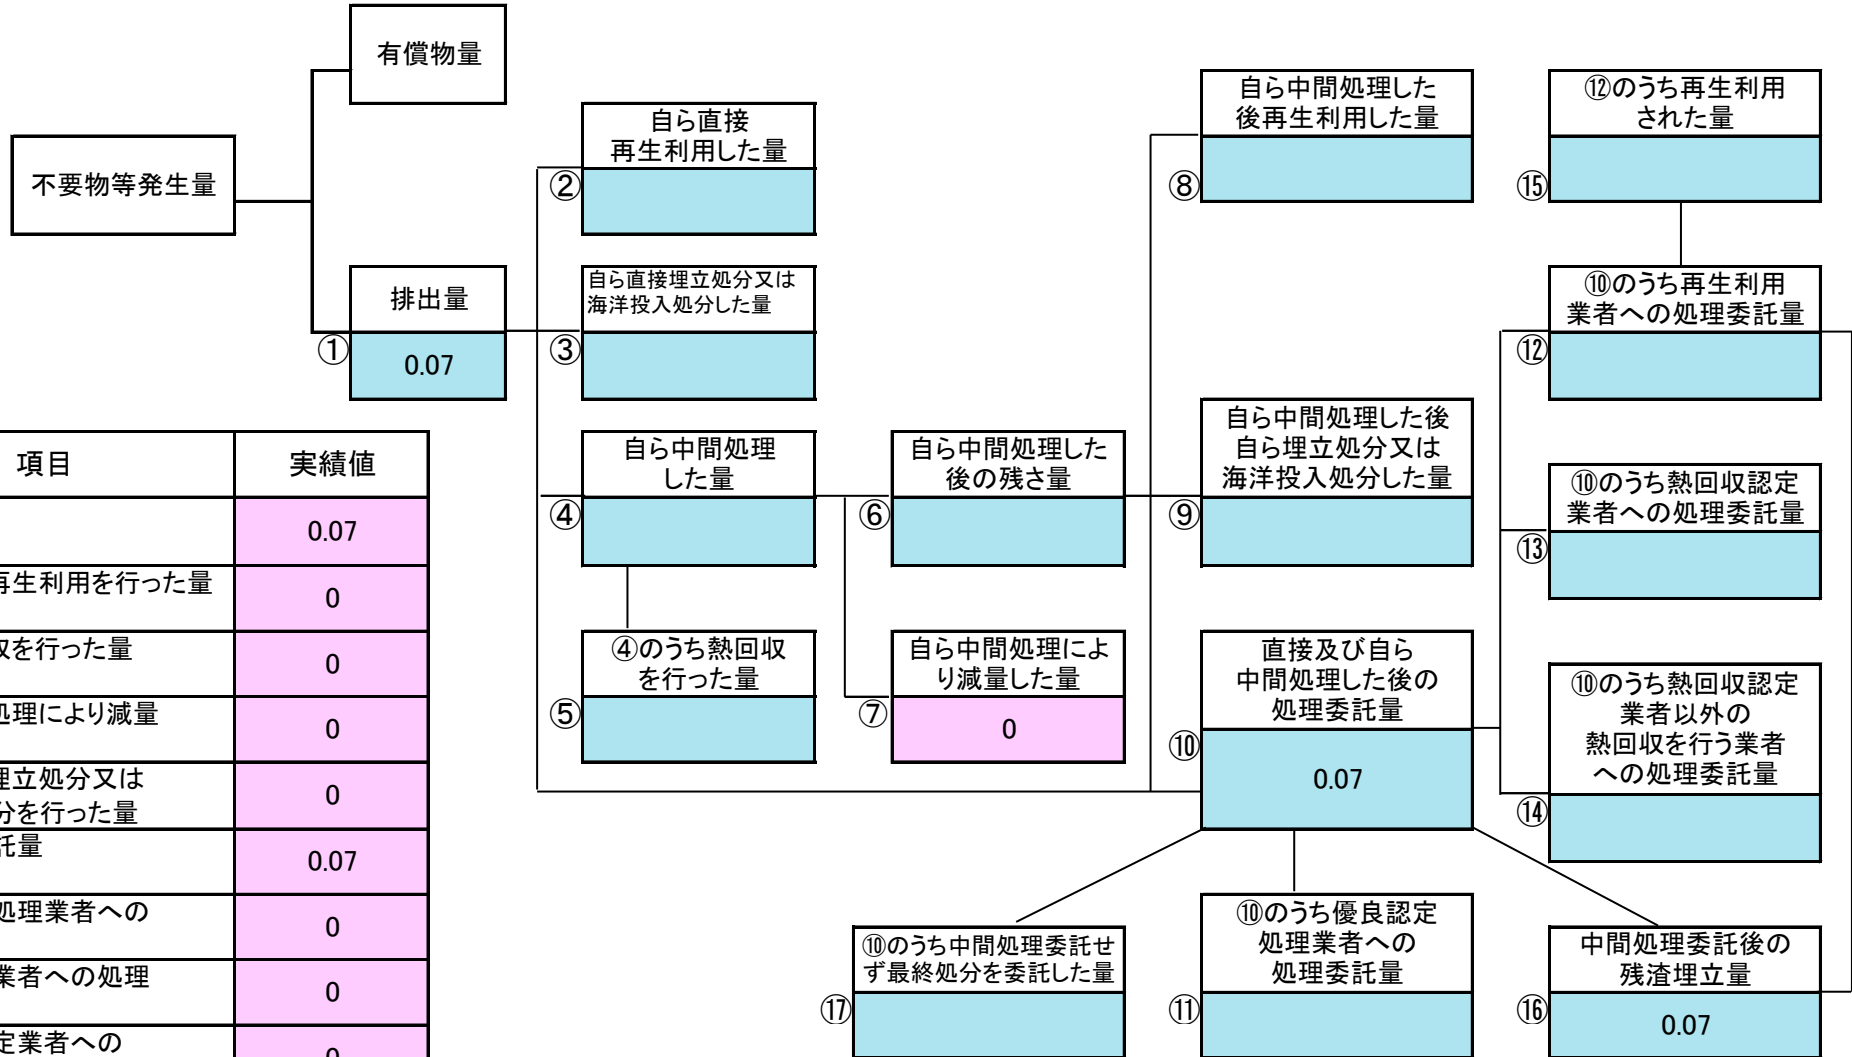 有償物量
不要物等発生量
排出量
①
0.07
自ら直接
再生利用した量
②
自ら直接埋立処分又は
海洋投入処分した量
③
自ら中間処理
した量
④
④のうち熱回収
を行った量
⑤
自ら中間処理した
後の残さ量
⑥
自ら中間処理によ
り減量した量
⑦
0
自ら中間処理した
後再生利用した量
⑧
自ら中間処理した後
自ら埋立処分又は
海洋投入処分した量
⑨
直接及び自ら
中間処理した後の
処理委託量
⑩
0.07
⑫のうち再生利用
された量
⑮
⑩のうち再生利用
業者への処理委託量
⑫
⑩のうち熱回収認定
業者への処理委託量
⑬
⑩のうち熱回収認定
業者以外の
熱回収を行う業者
への処理委託量
⑭
⑩のうち中間処理委託せ
ず最終処分を委託した量
⑰
⑩のうち優良認定
処理業者への
処理委託量
⑪
中間処理委託後の
残渣埋立量
⑯
0.07
項目 実績値
0.07
再生利用を行った量
0
を行った量
0
処理により減量
0
埋立処分又は
分を行った量
0
託量
0.07
処理業者への
0
業者への処理
0
定業者への
0